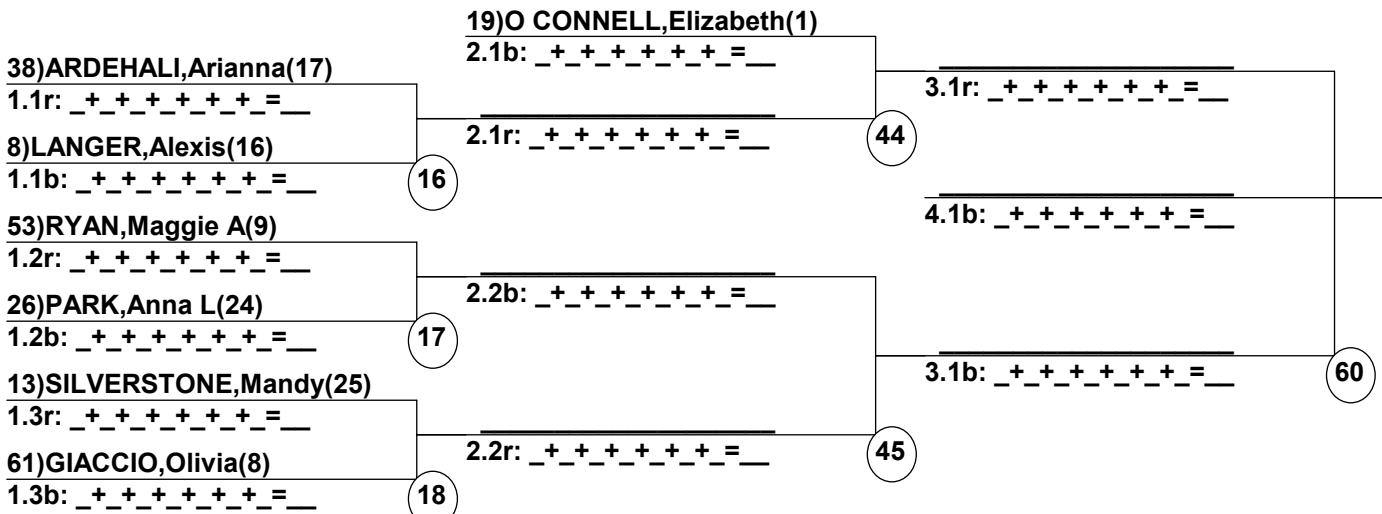 19)O CONNELL,Elizabeth(1)
2.1b: _+_+_+_+_+_=__
38)ARDEHALI,Arianna(17)
1.1r: _+_+_+_+_+_=__
3.1r: _+_+_+_+_+_=__
2.1r: _+_+_+_+_+_=__
44
8)LANGER,Alexis(16)
1.1b: _+_+_+_+_+_=__
16
53)RYAN,Maggie A(9)
1.2r: _+_+_+_+_+_=__
4.1b: _+_+_+_+_+_=__
2.2b: _+_+_+_+_+_=__
26)PARK,Anna L(24)
1.2b: _+_+_+_+_+_=__
17
3.1b: _+_+_+_+_+_=__
60
13)SILVERSTONE,Mandy(25)
1.3r: _+_+_+_+_+_=__
2.2r: _+_+_+_+_+_=__
45
61)GIACCIO,Olivia(8)
1.3b: _+_+_+_+_+_=__
18